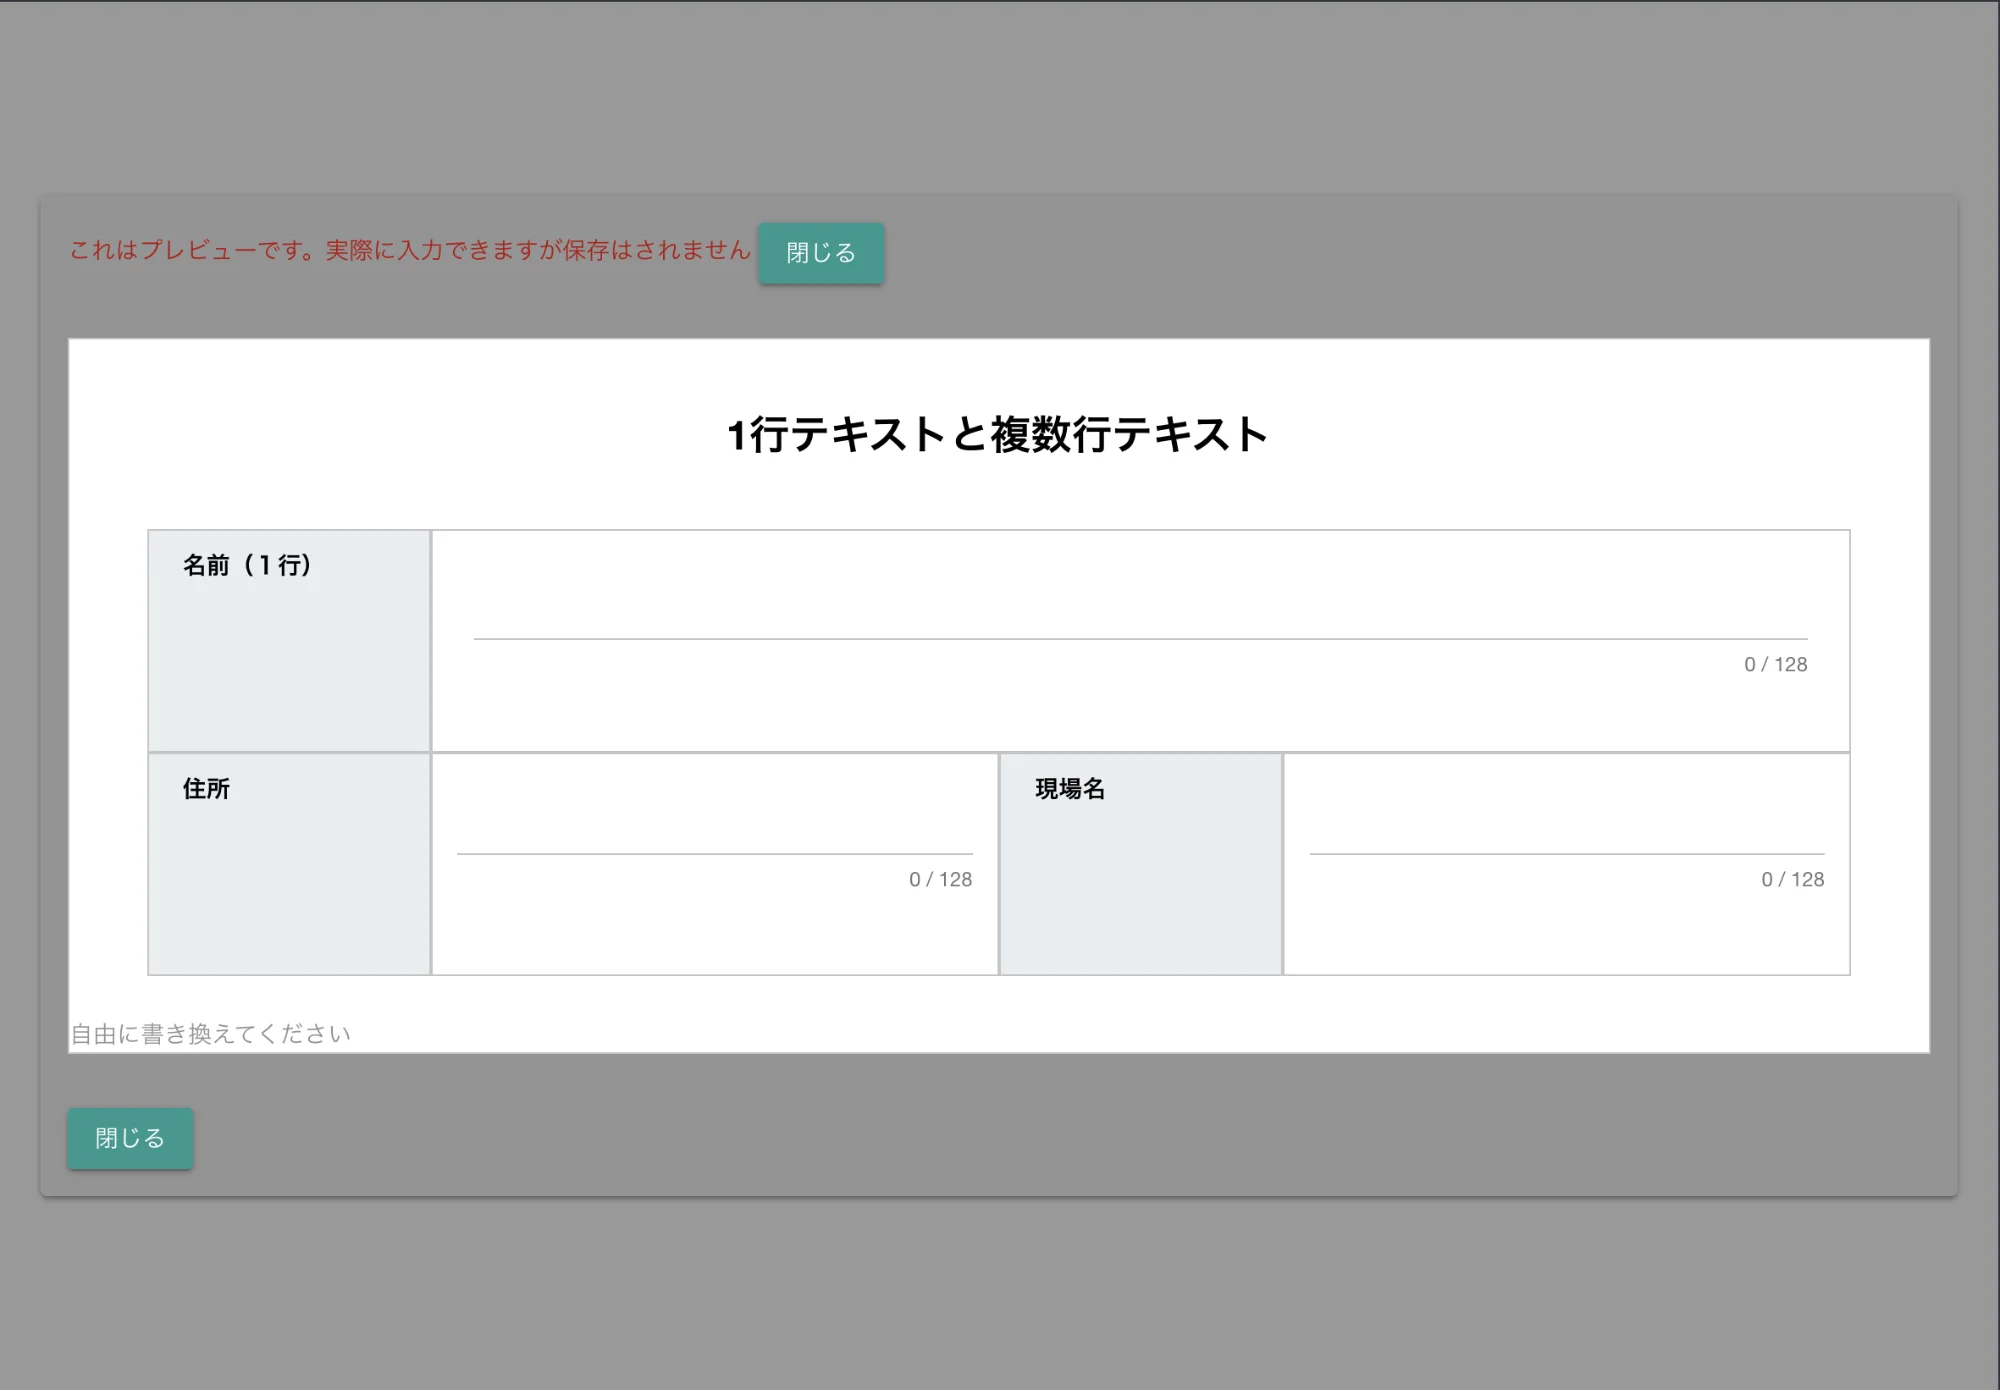 これはプレビューです。実際に入力できますが保存はされません 閉じる
1行テキストと複数行テキスト
名前（１行）
0 / 128
住所
0 / 128
現場名
0 / 128
自由に書き換えてください
閉じる